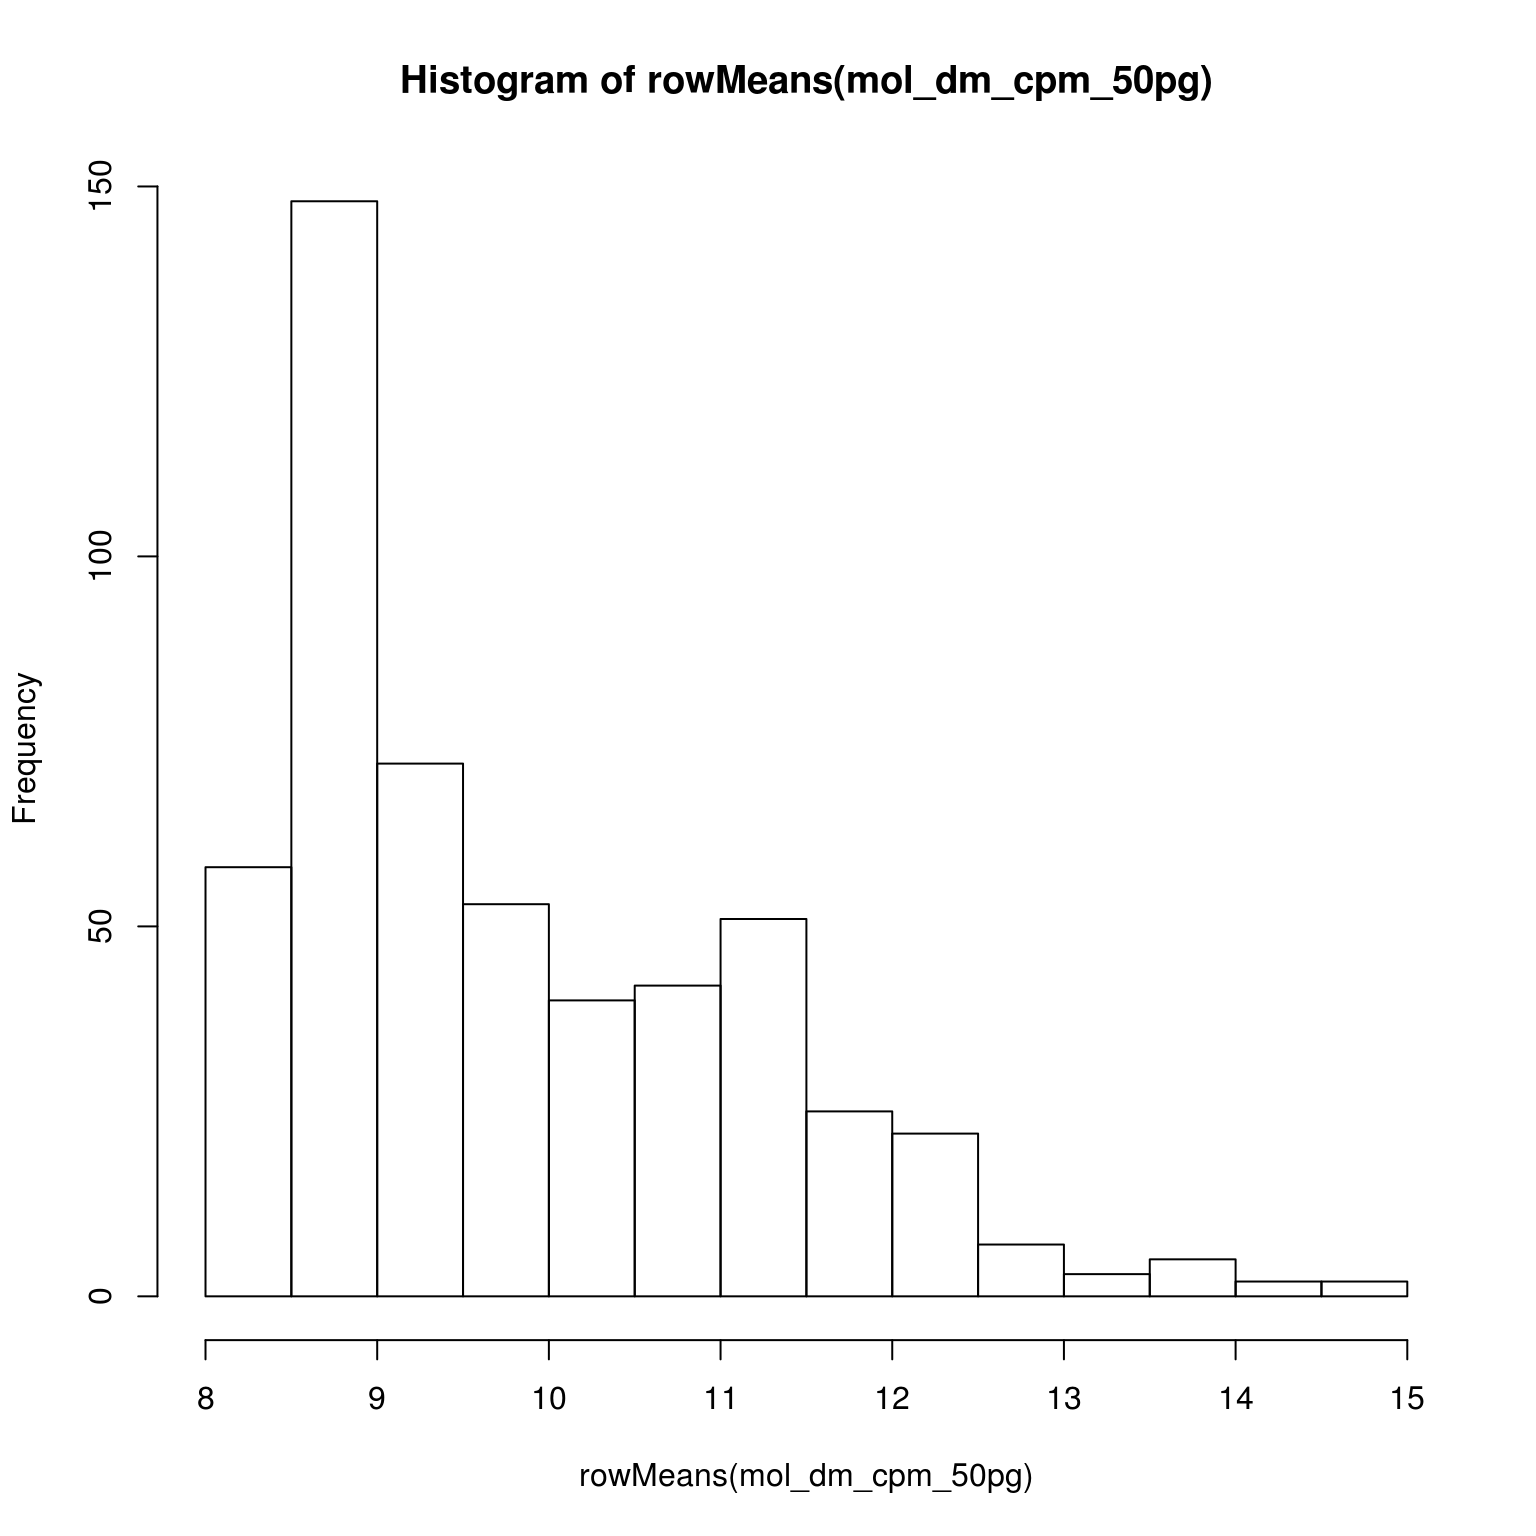 Histogram of rowMeans(mol_dm_cpm_50pg)
150
100
50
0
Frequency
8 9 10 11 12 13 14 15
rowMeans(mol_dm_cpm_50pg)